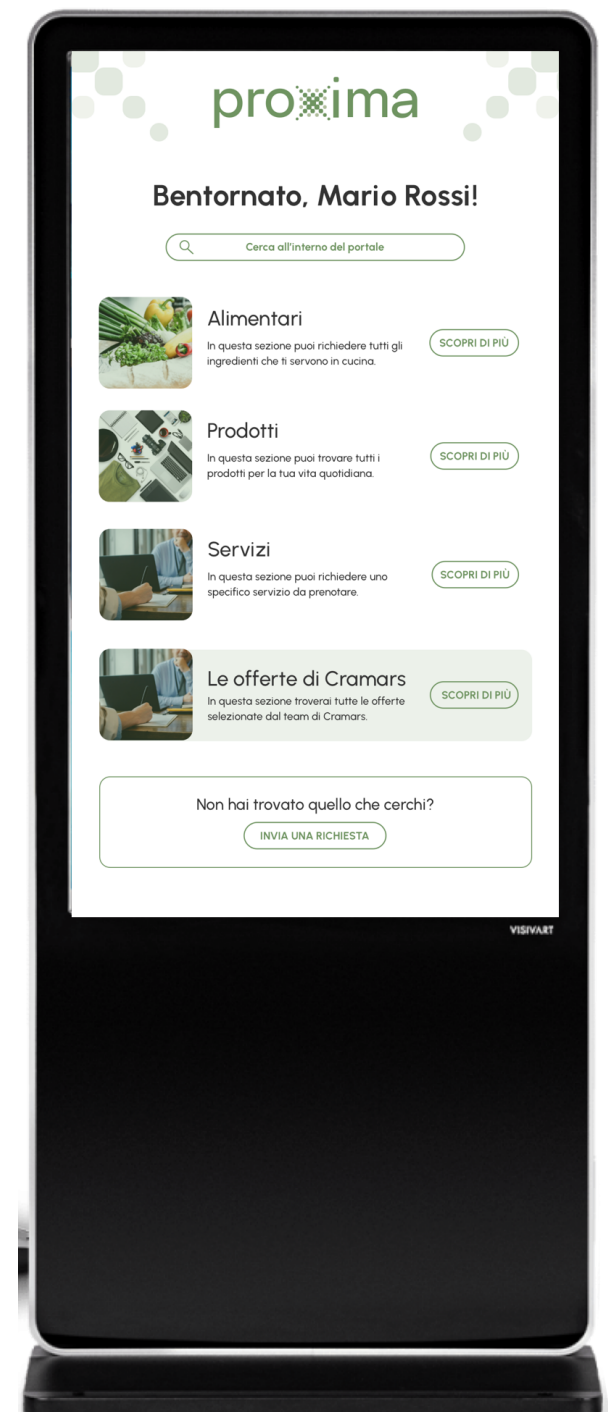 proxima
Bentornato, Mario Rossi!
Cerca all'interno del portale
Alimentari
In questa sezione puoi richiedere tutti gli
ingredienti che ti servono in cucina.
SCOPRI DI PIÙ
Prodotti
In questa sezione puoi trovare tutti i
prodotti per la tua vita quotidiana.
SCOPRI DI PIÙ
Servizi
In questa sezione puoi richiedere uno
specifico servizio da prenotare.
SCOPRI DI PIÙ
Le offerte di Cramars
In questa sezione troverai tutte le offerte
selezionate dal team di Cramars.
SCOPRI DI PIÙ
Non hai trovato quello che cerchi?
INVIA UNA RICHIESTA
VISIVART